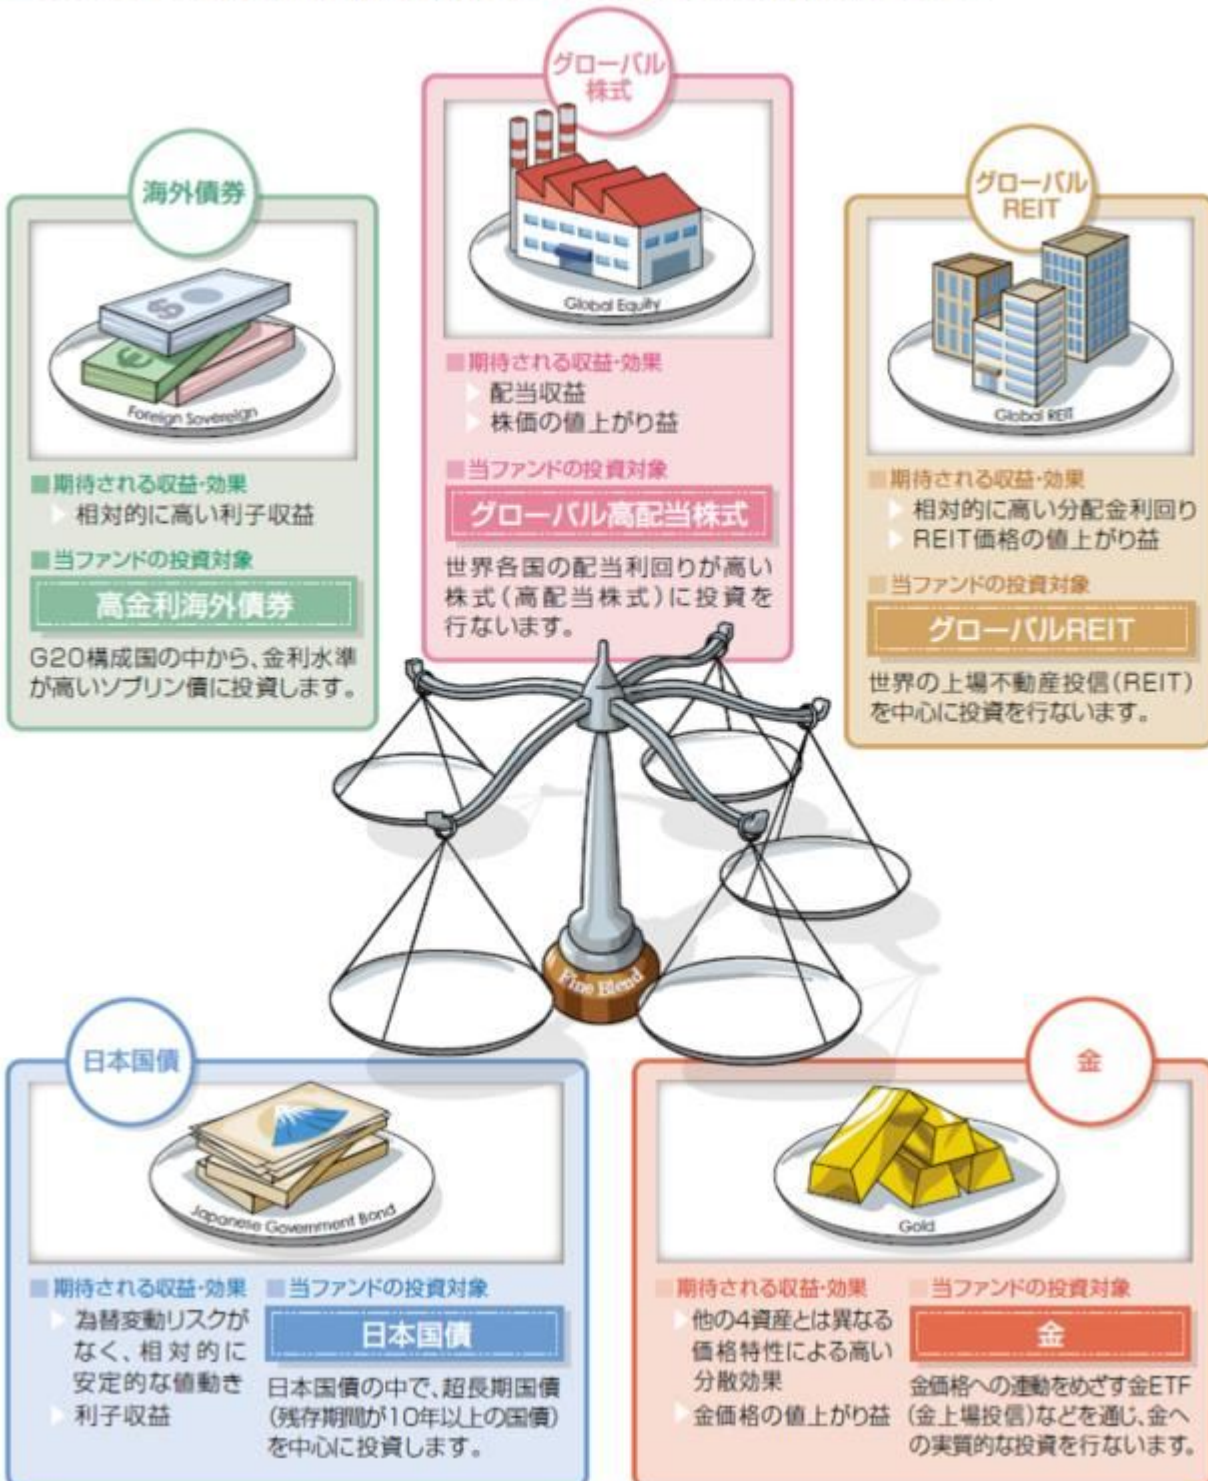 グローバル
株式
Global Equity
■期待される収益・効果
配当収益
株価の値上がり益
■当ファンドの投資対象
グローバル高配当株式
世界各国の配当利回りが高い
株式(高配当株式)に投資を
行ないます。
海外債券
Foreign Sovereign
■期待される収益・効果
相対的に高い利子収益
■当ファンドの投資対象
高金利海外債券
G20構成国の中から、金利水準
が高いソブリン債に投資します。
グローバル
REIT
Global REIT
■期待される収益・効果
相対的に高い分配金利回り
REIT価格の値上がり益
■当ファンドの投資対象
グローバルREIT
世界の上場不動産投信(REIT)
を中心に投資を行ないます。
Fine Blend
日本国債
Japanese Government Bond
■期待される収益・効果
為替変動リスクが
なく、相対的に
安定的な値動き
利子収益
■当ファンドの投資対象
日本国債
日本国債の中で、超長期国債
(残存期間が10年以上の国債)
を中心に投資します。
金
Gold
■期待される収益・効果
他の4資産とは異なる
価格特性による高い
分散効果
金価格の値上がり益
■当ファンドの投資対象
金
金価格への連動をめざす金ETF
(金上場投信)などを通じ、金へ
の実質的な投資を行ないます。